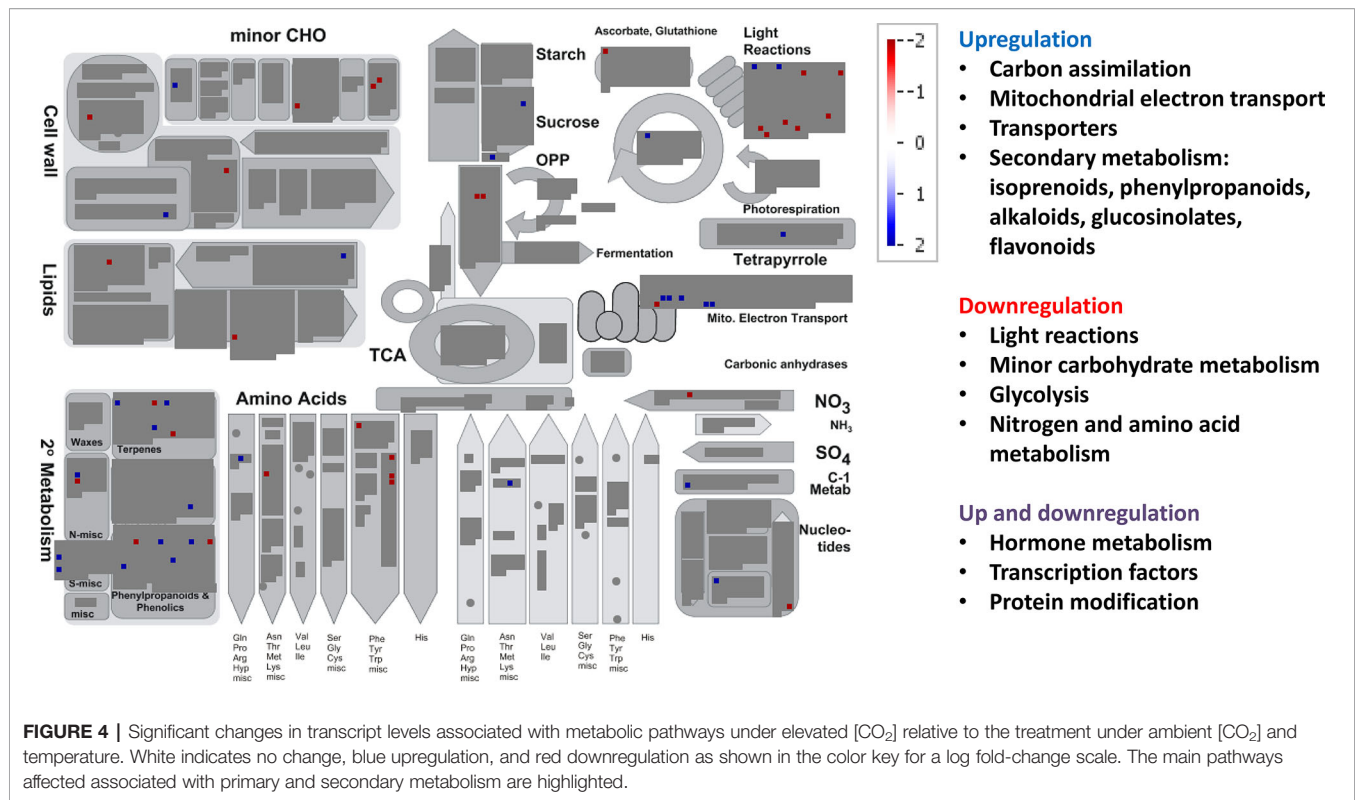 minor CHO
Cell wall
Lipids
2º Metabolism
Starch
Sucrose
OPP
Ascorbate, Glutathione
Light
Reactions
Photorespiration
Tetrapyrrole
Fermentation
Mito. Electron Transport
TCA
Carbonic anhydrases
Amino Acids
NO3
NH3
SO4
C-1
Metab
Nucleo-
tides
Waxes
Terpenes
N-misc
S-misc
misc
Phenylpropanoids &
Phenolics
Gln
Pro
Arg
Hyp
misc
Asn
Thr
Met
Lys
misc
Val
Leu
Ile
Ser
Gly
Cys
misc
Phe
Tyr
Trp
misc
His
Gln
Pro
Arg
Hyp
misc
Asn
Thr
Met
Lys
misc
Val
Leu
Ile
Ser
Gly
Cys
misc
Phe
Tyr
Trp
misc
His
--2
--1
- 0
- 1
- 2
Upregulation
• Carbon assimilation
• Mitochondrial electron transport
• Transporters
• Secondary metabolism:
isoprenoids, phenylpropanoids,
alkaloids, glucosinolates,
flavonoids
Downregulation
• Light reactions
• Minor carbohydrate metabolism
• Glycolysis
• Nitrogen and amino acid
metabolism
Up and downregulation
• Hormone metabolism
• Transcription factors
• Protein modification
FIGURE 4 | Significant changes in transcript levels associated with metabolic pathways under elevated [CO2] relative to the treatment under ambient [CO2] and
temperature. White indicates no change, blue upregulation, and red downregulation as shown in the color key for a log fold-change scale. The main pathways
affected associated with primary and secondary metabolism are highlighted.